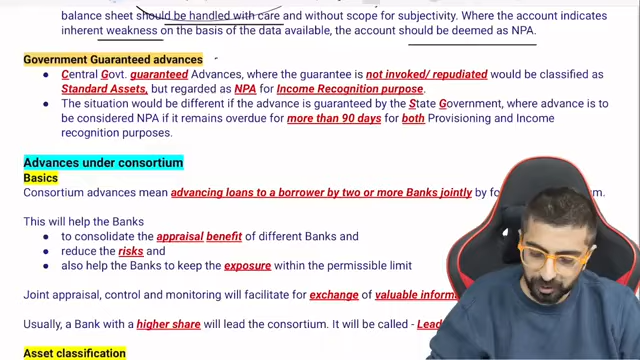 balance sheet should be handled with care and without scope for subjectivity. Where the account indicates
inherent weakness on the basis of the data available, the account should be deemed as NPA.
Government Guaranteed advances
● Central Govt. guaranteed Advances, where the guarantee is not invoked/ repudiated would be classified as
Standard Assets, but regarded as NPA for Income Recognition purpose.
● The situation would be different if the advance is guaranteed by the State Government, where advance is to
be considered NPA if it remains overdue for more than 90 days for both Provisioning and Income
recognition purposes.
Advances under consortium
Basics
Consortium advances mean advancing loans to a borrower by two or more Banks jointly by
This will help the Banks
● to consolidate the appraisal benefit of different Banks and
● reduce the risks and
● also help the Banks to keep the exposure within the permissible limit
Joint appraisal, control and monitoring will facilitate for exchange of valuable
Usually, a Bank with a higher share will lead the consortium. It will be called -
Asset classification